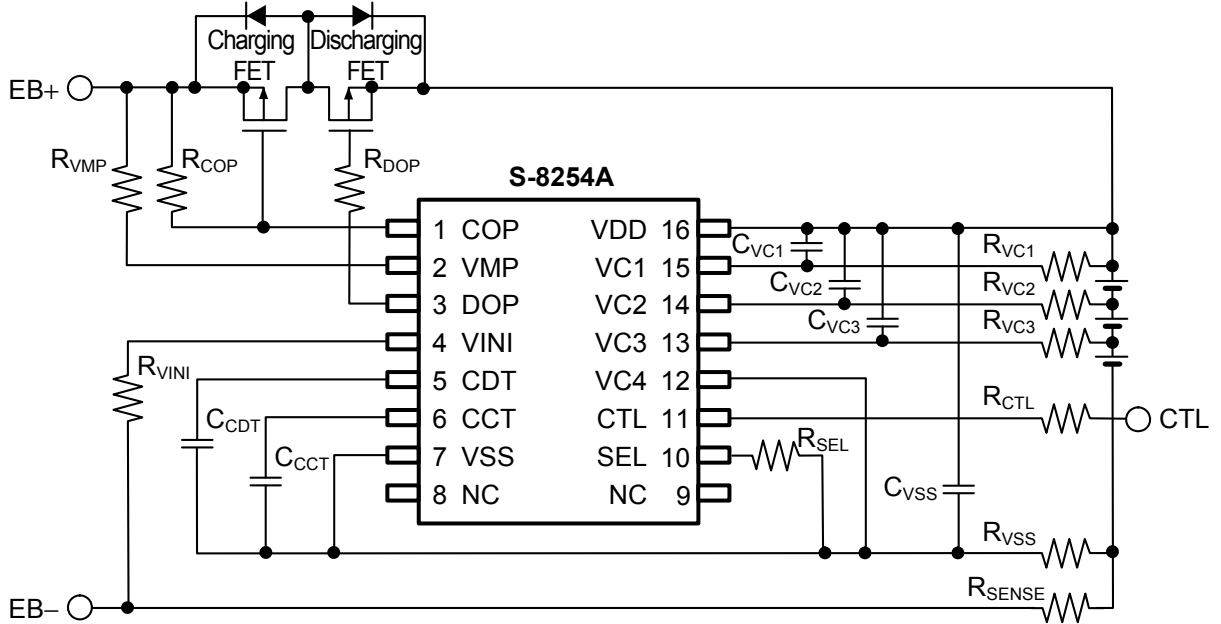 Charging Discharging
FET FET
EB+
RVMP
RCOP
RDOP
S-8254A
1 COP VDD 16
2 VMP VC1 15
3 DOP VC2 14
4 VINI VC3 13
5 CDT VC4 12
6 CCT CTL 11
7 VSS SEL 10
8 NC NC 9
CVC1
CVC2
CVC3
RVC1
RVC2
RVC3
RVINI
CCDT
CCCT
RCTL
CTL
RSEL
CVSS
RVSS
RSENSE
EB−